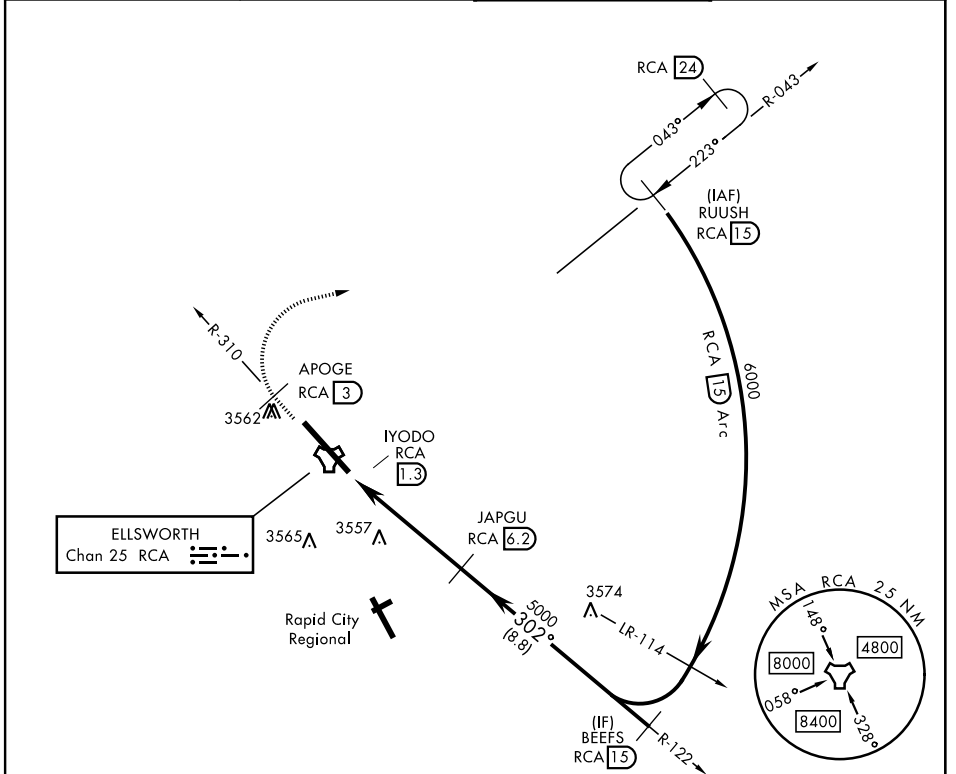 RCA 24
R-043
043°
223°
(IAF)
RUUSH
RCA 15
RCA 15 Arc
6000
R-310
APOGE
RCA 3
3562
IYODO
RCA
1.3
ELLSWORTH
Chan 25 RCA
3565
3557
JAPGU
RCA 6.2
Rapid City
Regional
3574
LR-114
5000
302°
(8.8)
(IF)
BEEFS
RCA 15
R-122
MSA RCA 25 NM
148°
4800
8000
058°
8400
328°